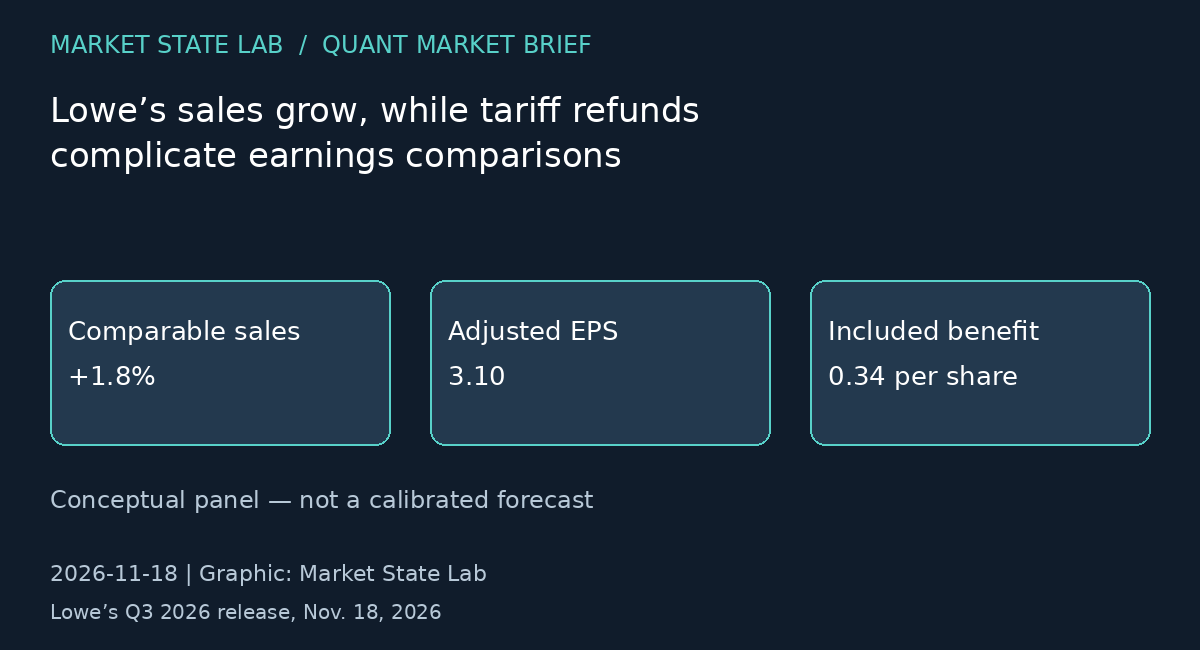 MARKET STATE LAB / QUANT MARKET BRIEF
Lowe’s sales grow, while tariff refunds
complicate earnings comparisons
Comparable sales
+1.8%
Adjusted EPS
3.10
Included benefit
0.34 per share
Conceptual panel — not a calibrated forecast
2026-11-18 | Graphic: Market State Lab
Lowe’s Q3 2026 release, Nov. 18, 2026